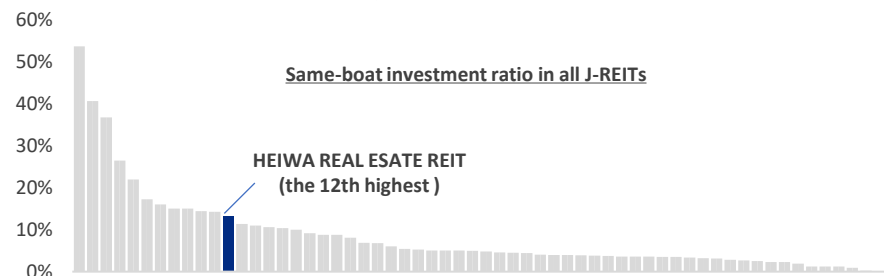 60%
50%
Same-boat investment ratio in all J-REITs
40%
30%
HEIWA REAL ESATE REIT
(the 12th highest )
20%
10%
0%